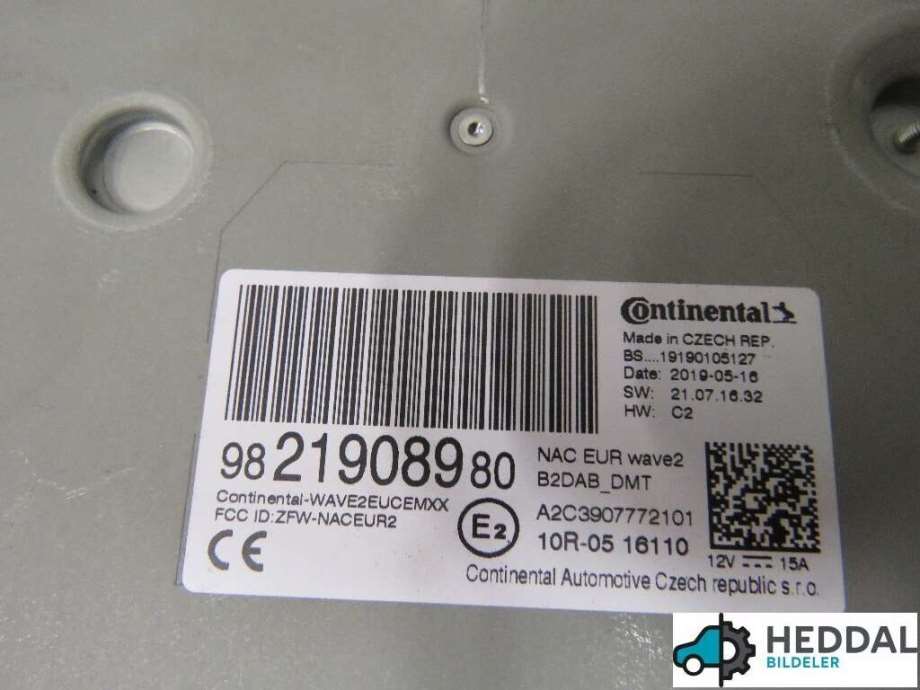 Continental
Made in CZECH REP.
BS....19190105127
Date: 2019-05-16
SW: 21.07.16.32
HW: C2
98 219089 80
NAC EUR wave2
B2DAB_DMT
Continental-WAVE2EUCEMXX
FCC ID:ZFW-NACEUR2
CE
E2
A2C3907772101
10R-05 16110
12V 15A
Continental Automotive Czech republic s.r.o.
HEDDAL
BILDELER